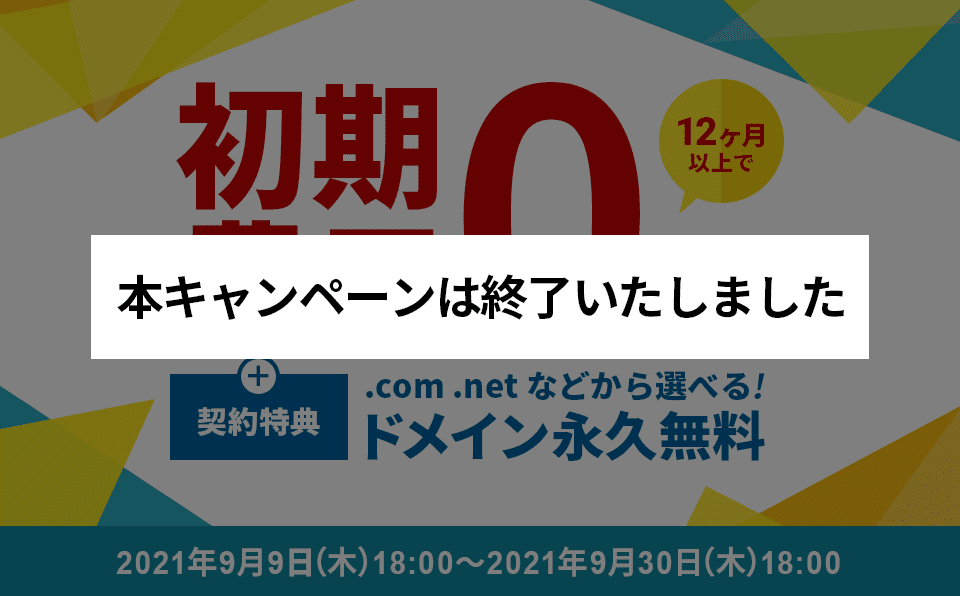 初期
0
12ヶ月
以上で
本キャンペーンは終了いたしました
+
契約特典
.com .net などから選べる!
ドメイン永久無料
2021年9月9日(木)18:00〜2021年9月30日(木)18:00